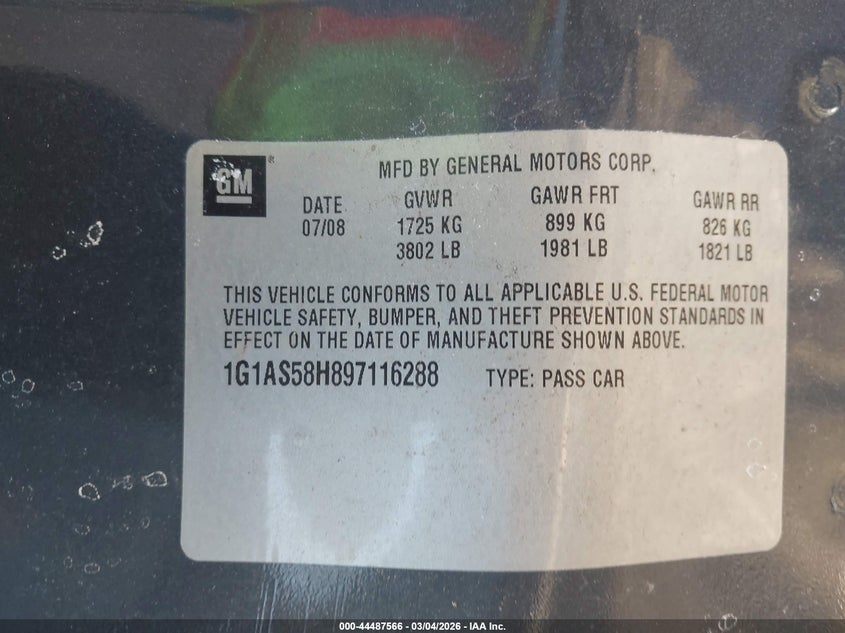 GM ®
MFD BY GENERAL MOTORS CORP.
DATE GVWR GAWR FRT GAWR RR
07/08 1725 KG 899 KG 826 KG
3802 LB 1981 LB 1821 LB
THIS VEHICLE CONFORMS TO ALL APPLICABLE U.S. FEDERAL MOTOR
VEHICLE SAFETY, BUMPER, AND THEFT PREVENTION STANDARDS IN
EFFECT ON THE DATE OF MANUFACTURE SHOWN ABOVE.
1G1AS58H897116288 TYPE: PASS CAR
000-44487566 - 03/04/2026 - IAA Inc.